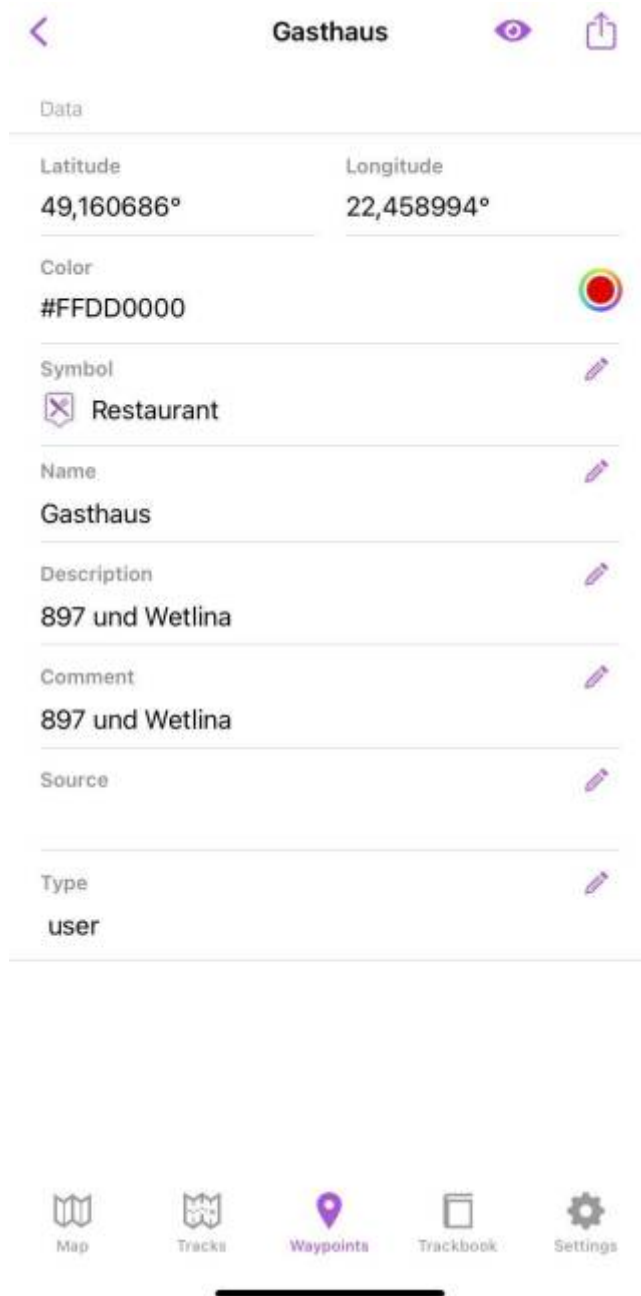 Gasthaus
Data
Latitude Longitude
49,160686° 22,458994°
Color
#FFDD0000
Symbol
Restaurant
Name
Gasthaus
Description
897 und Wetlina
Comment
897 und Wetlina
Source
Type
user
Map Tracks Waypoints Trackbook Settings